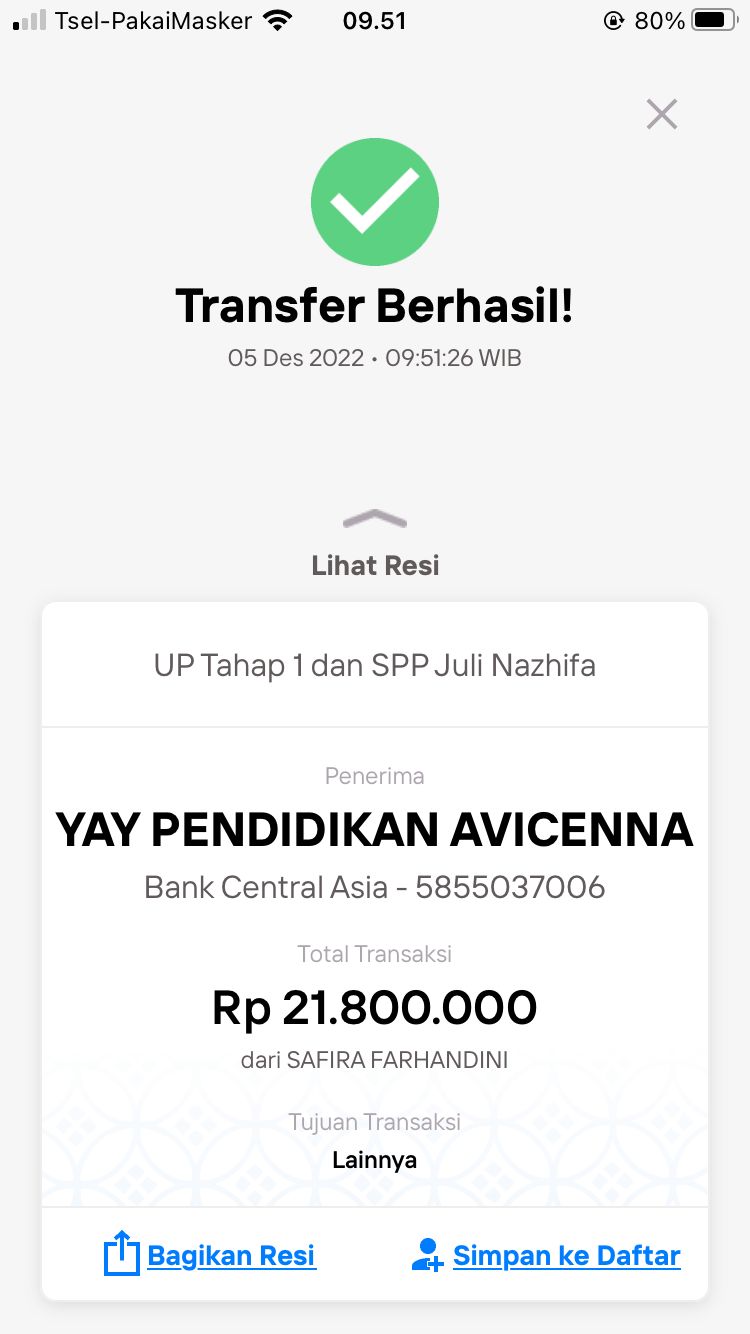 Tsel-PakaiMasker 09.51 80%
Transfer Berhasil!
05 Des 2022 • 09:51:26 WIB
Lihat Resi
UP Tahap 1 dan SPP Juli Nazhifa
Penerima
YAY PENDIDIKAN AVICENNA
Bank Central Asia - 5855037006
Total Transaksi
Rp 21.800.000
dari SAFIRA FARHANDINI
Tujuan Transaksi
Lainnya
Bagikan Resi Simpan ke Daftar